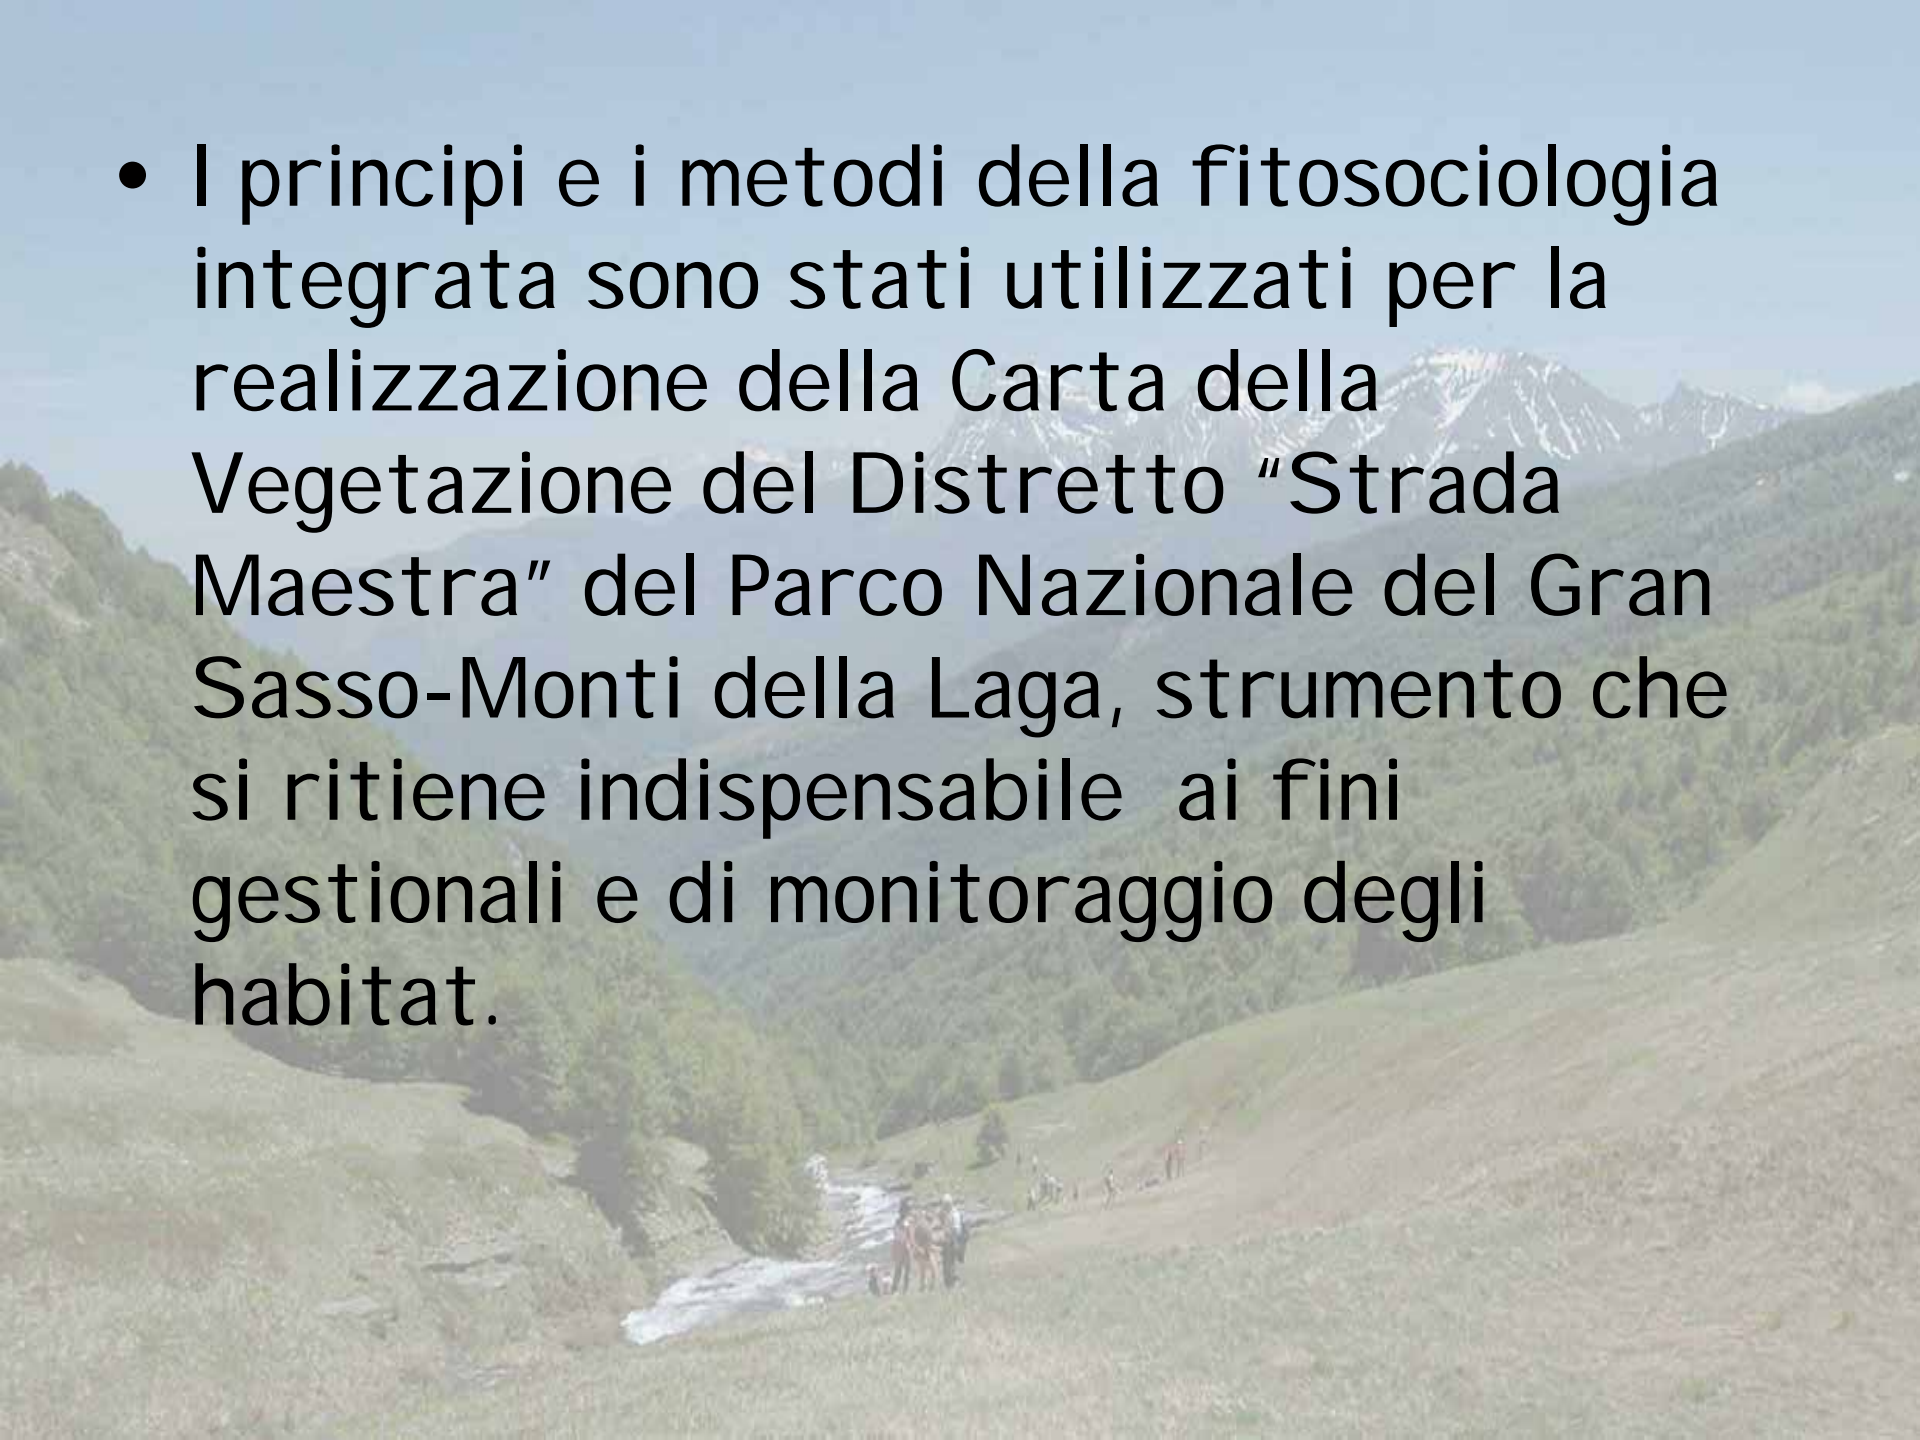 • I principi e i metodi della fitosociologia
integrata sono stati utilizzati per la
realizzazione della Carta della
Vegetazione del Distretto “Strada
Maestra” del Parco Nazionale del Gran
Sasso-Monti della Laga, strumento che
si ritiene indispensabile  ai fini
gestionali e di monitoraggio degli
habitat.